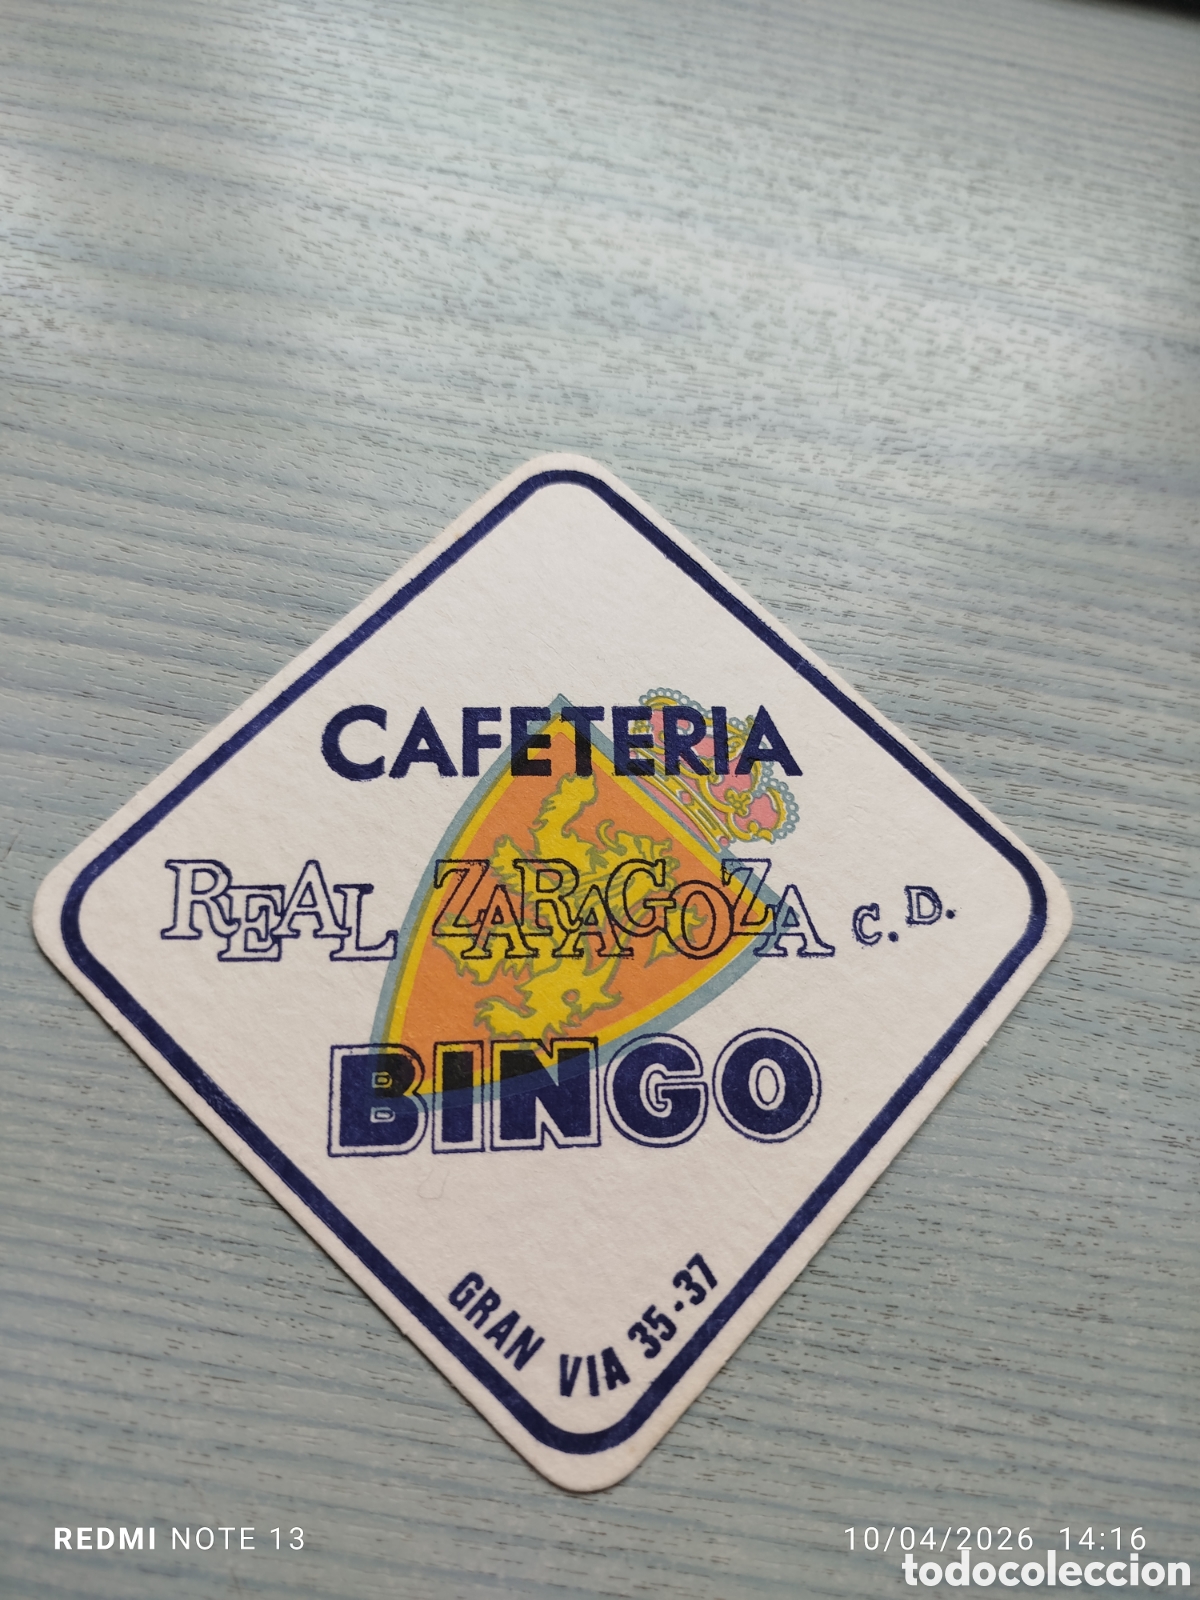 CAFETERIA
REAL ZARAGOZA C.D.
BINGO
GRAN VIA 35-37
REDMI NOTE 13
10/04/2026 14:16
todocoleccion